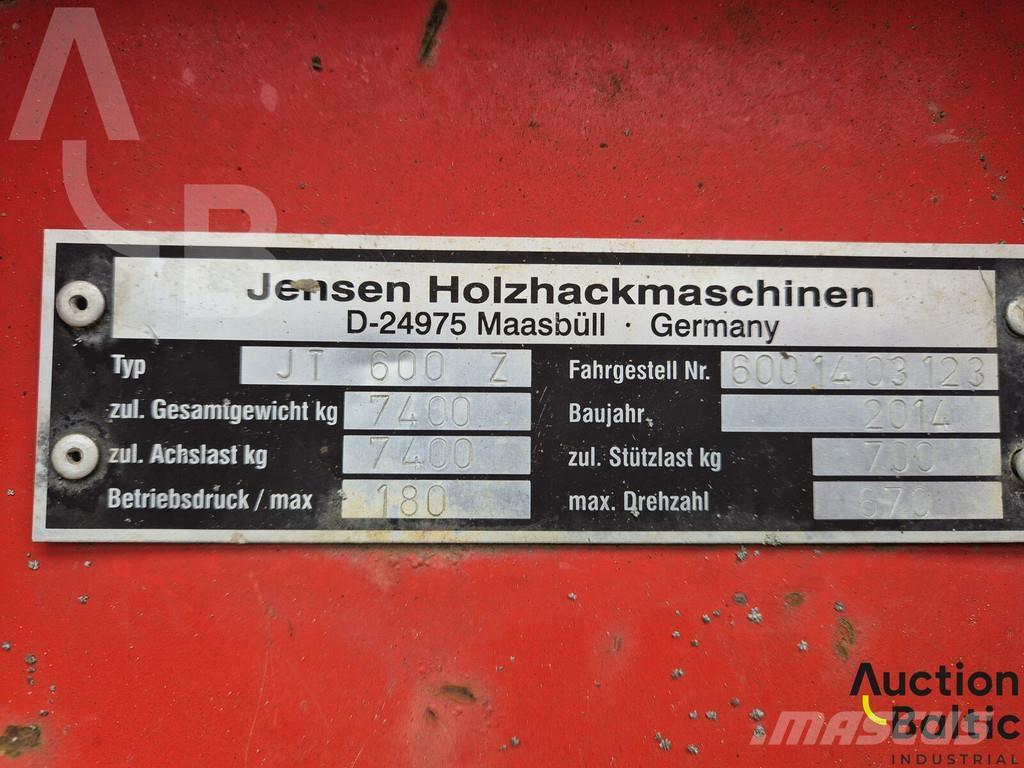 AB
Jensen Holzhackmaschinen
D-24975 Maasbüll · Germany
Typ JT 600 Z Fahrgestell Nr. 600 14 03 123
zul. Gesamtgewicht kg 7400 Baujahr 2014
zul. Achslast kg 7400 zul. Stützlast kg 700
Betriebsdruck / max 180 max. Drehzahl 670
Auction
Baltic
MASCUS
INDUSTRIAL